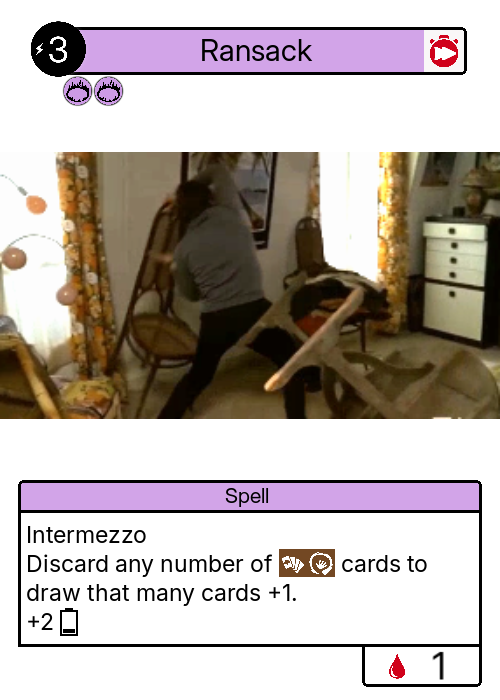 3
Ransack
Spell
Intermezzo
Discard any number of cards to
draw that many cards +1.
+2
1